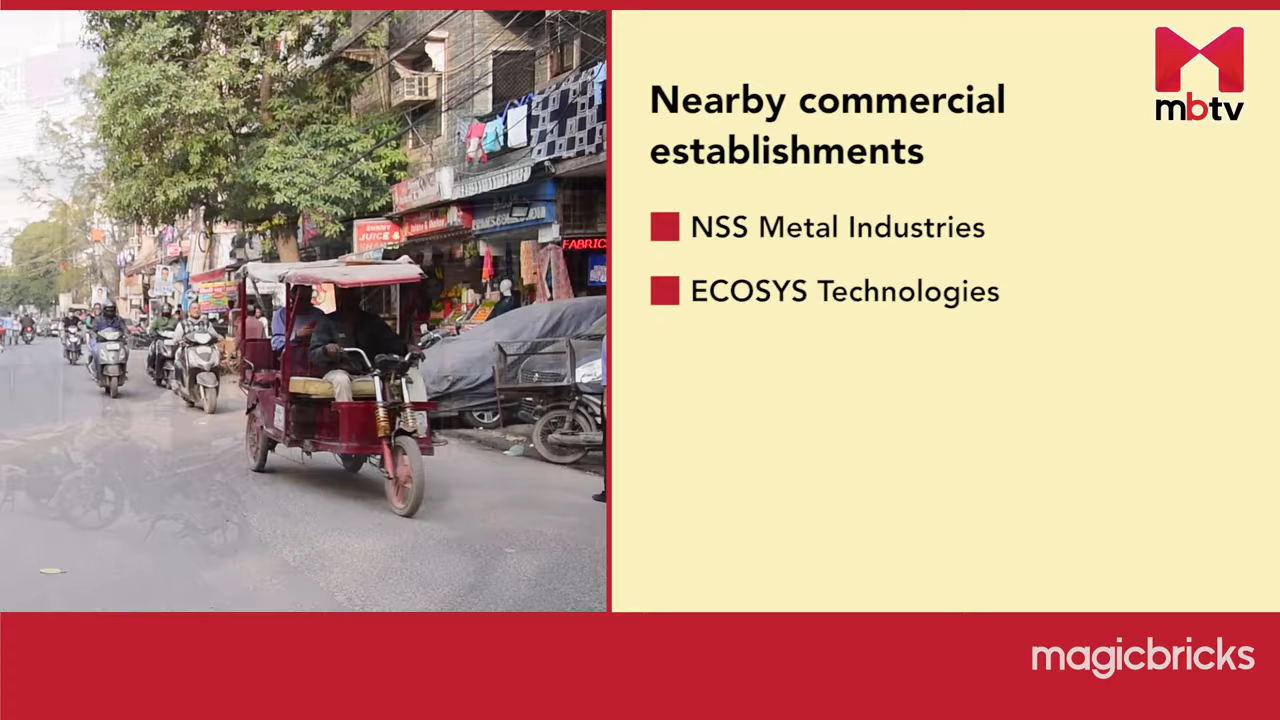 mbtv
Nearby commercial
establishments
NSS Metal Industries
ECOSYS Technologies
JUICE &
FABRIC
magicbricks